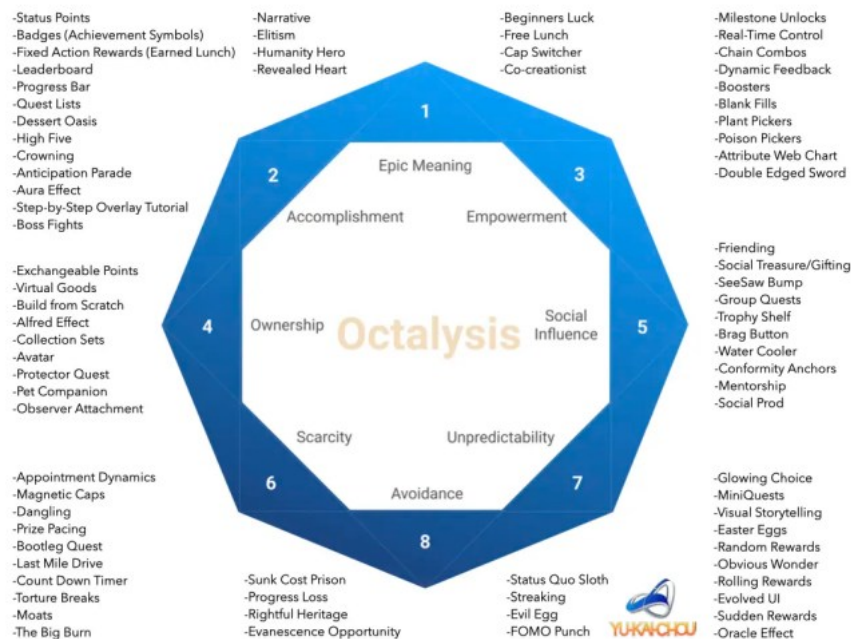 -Status Points
-Badges (Achievement Symbols)
-Fixed Action Rewards (Earned Lunch)
-Leaderboard
-Progress Bar
-Quest Lists
-Dessert Oasis
-High Five
-Crowning
-Anticipation Parade
-Aura Effect
-Step-by-Step Overlay Tutorial
-Boss Fights
-Narrative
-Elitism
-Humanity Hero
-Revealed Heart
-Beginners Luck
-Free Lunch
-Cap Switcher
-Co-creationist
-Milestone Unlocks
-Real-Time Control
-Chain Combos
-Dynamic Feedback
-Boosters
-Blank Fills
-Plant Pickers
-Poison Pickers
-Attribute Web Chart
-Double Edged Sword
1
Epic Meaning
2
Accomplishment
3
Empowerment
-Exchangeable Points
-Virtual Goods
-Build from Scratch
-Alfred Effect
-Collection Sets
-Avatar
-Protector Quest
-Pet Companion
-Observer Attachment
4
Ownership
Octalysis
Social
Influence
5
-Friending
-Social Treasure/Gifting
-SeeSaw Bump
-Group Quests
-Trophy Shelf
-Brag Button
-Water Cooler
-Conformity Anchors
-Mentorship
-Social Prod
Scarcity
6
Unpredictability
7
Avoidance
8
-Appointment Dynamics
-Magnetic Caps
-Dangling
-Prize Pacing
-Bootleg Quest
-Last Mile Drive
-Count Down Timer
-Torture Breaks
-Moats
-The Big Burn
-Sunk Cost Prison
-Progress Loss
-Rightful Heritage
-Evanescence Opportunity
-Status Quo Sloth
-Streaking
-Evil Egg
-FOMO Punch
YU-KAI-CHOU
-Glowing Choice
-MiniQuests
-Visual Storytelling
-Easter Eggs
-Random Rewards
-Obvious Wonder
-Rolling Rewards
-Evolved UI
-Sudden Rewards
-Oracle Effect